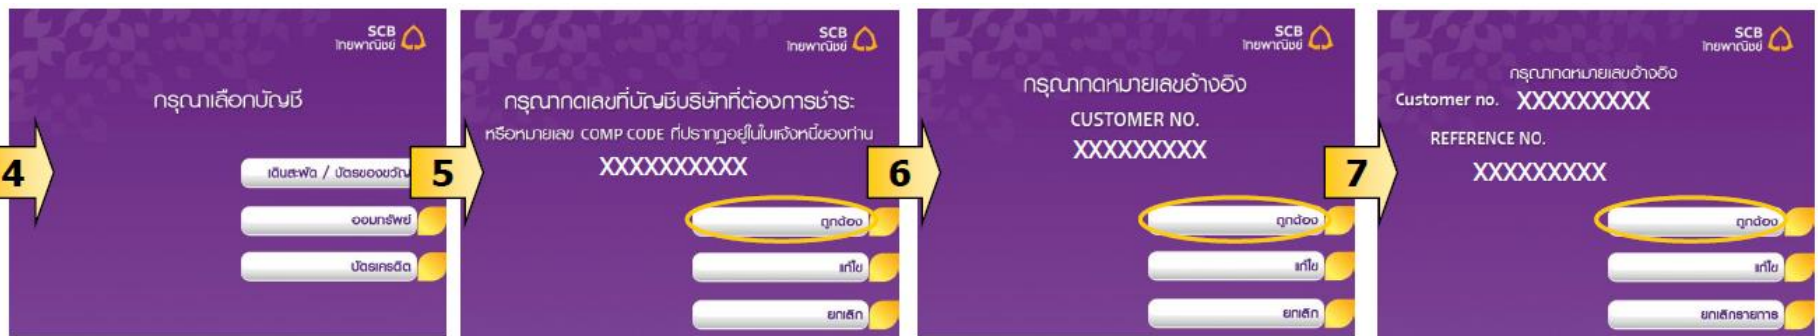 4
SCB
ไทยพาณิชย์
กรุณาเลือกบัญชี
เดินสะพัด / บัตรของขวัญ
ออมทรัพย์
บัตรเครดิต
5
SCB
ไทยพาณิชย์
กรุณากดเลขที่บัญชีบริษัทที่ต้องการชำระ
หรือหมายเลข COMP CODE ที่ปรากฏอยู่ในใบแจ้งหนี้ของท่าน
XXXXXXXXXX
ถูกต้อง
แก้ไข
ยกเลิก
6
SCB
ไทยพาณิชย์
กรุณากดหมายเลขอ้างอิง
CUSTOMER NO.
XXXXXXXXX
ถูกต้อง
แก้ไข
ยกเลิก
7
SCB
ไทยพาณิชย์
กรุณากดหมายเลขอ้างอิง
Customer no. XXXXXXXXX
REFERENCE NO.
XXXXXXXXX
ถูกต้อง
แก้ไข
ยกเลิกรายการ